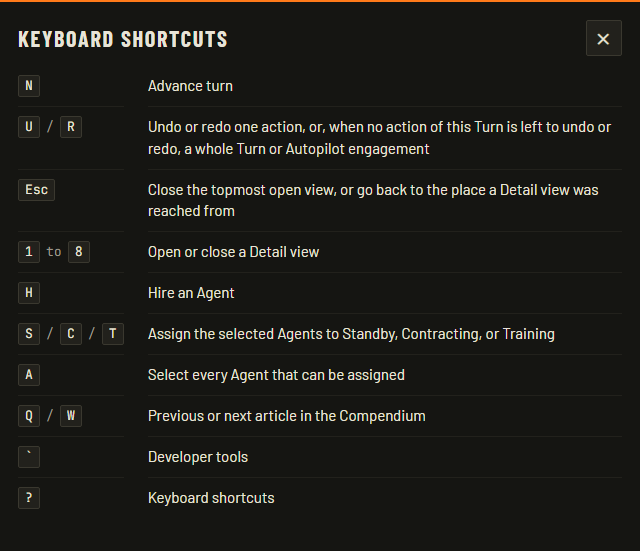 KEYBOARD SHORTCUTS ✕
N Advance turn
U / R Undo or redo one action, or, when no action of this Turn is left to undo or
redo, a whole Turn or Autopilot engagement
Esc Close the topmost open view, or go back to the place a Detail view was
reached from
1 to 8 Open or close a Detail view
H Hire an Agent
S / C / T Assign the selected Agents to Standby, Contracting, or Training
A Select every Agent that can be assigned
Q / W Previous or next article in the Compendium
` Developer tools
? Keyboard shortcuts